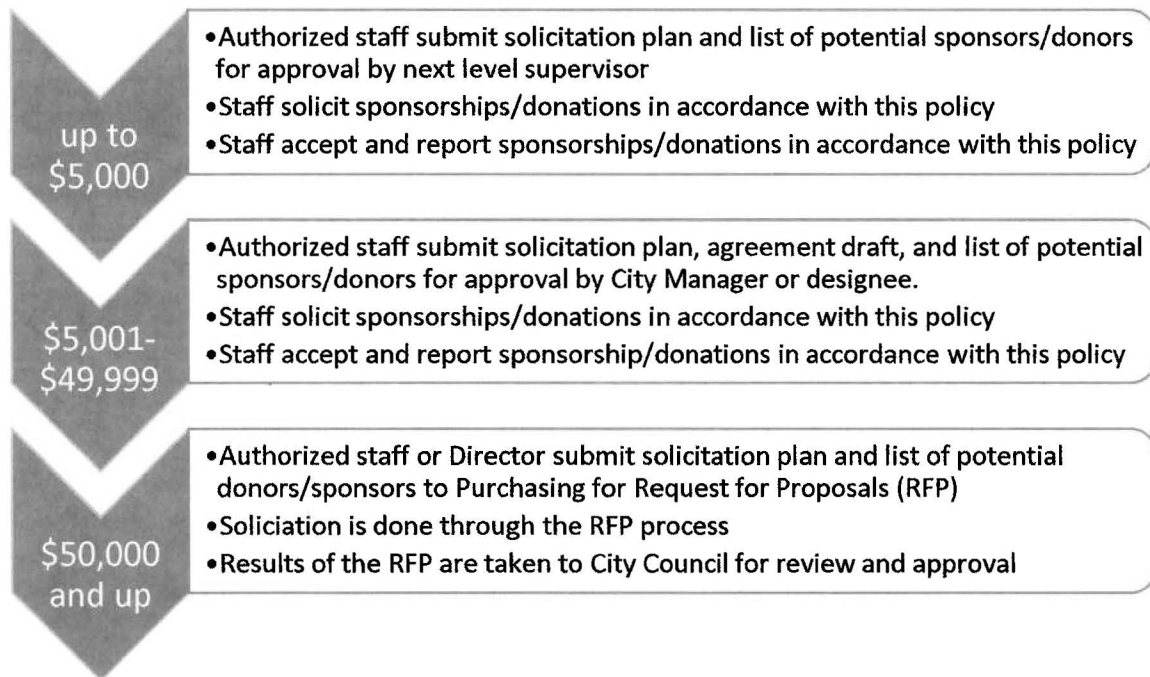 up to
$5,000
•Authorized staff submit solicitation plan and list of potential sponsors/donors
for approval by next level supervisor
•Staff solicit sponsorships/donations in accordance with this policy
•Staff accept and report sponsorships/donations in accordance with this policy
$5,001-
$49,999
•Authorized staff submit solicitation plan, agreement draft, and list of potential
sponsors/donors for approval by City Manager or designee.
•Staff solicit sponsorships/donations in accordance with this policy
•Staff accept and report sponsorship/donations in accordance with this policy
$50,000
and up
•Authorized staff or Director submit solicitation plan and list of potential
donors/sponsors to Purchasing for Request for Proposals (RFP)
•Soliciation is done through the RFP process
•Results of the RFP are taken to City Council for review and approval